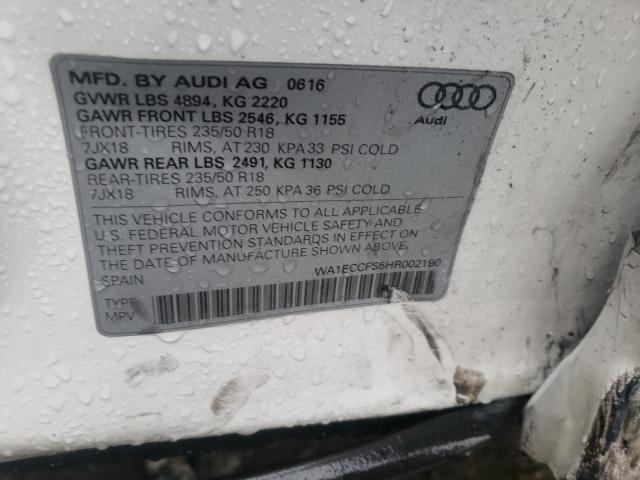 MFD. BY AUDI AG 0616
GVWR LBS 4894, KG 2220
GAWR FRONT LBS 2546, KG 1155
FRONT-TIRES 235/50 R18
7JX18 RIMS, AT 230 KPA 33 PSI COLD
GAWR REAR LBS 2491, KG 1130
REAR-TIRES 235/50 R18
7JX18 RIMS, AT 250 KPA 36 PSI COLD
THIS VEHICLE CONFORMS TO ALL APPLICABLE
U.S. FEDERAL MOTOR VEHICLE SAFETY AND
THEFT PREVENTION STANDARDS IN EFFECT ON
THE DATE OF MANUFACTURE SHOWN ABOVE.
SPAIN WA1ECCFS5HR002190
TYPE
MPV
Audi